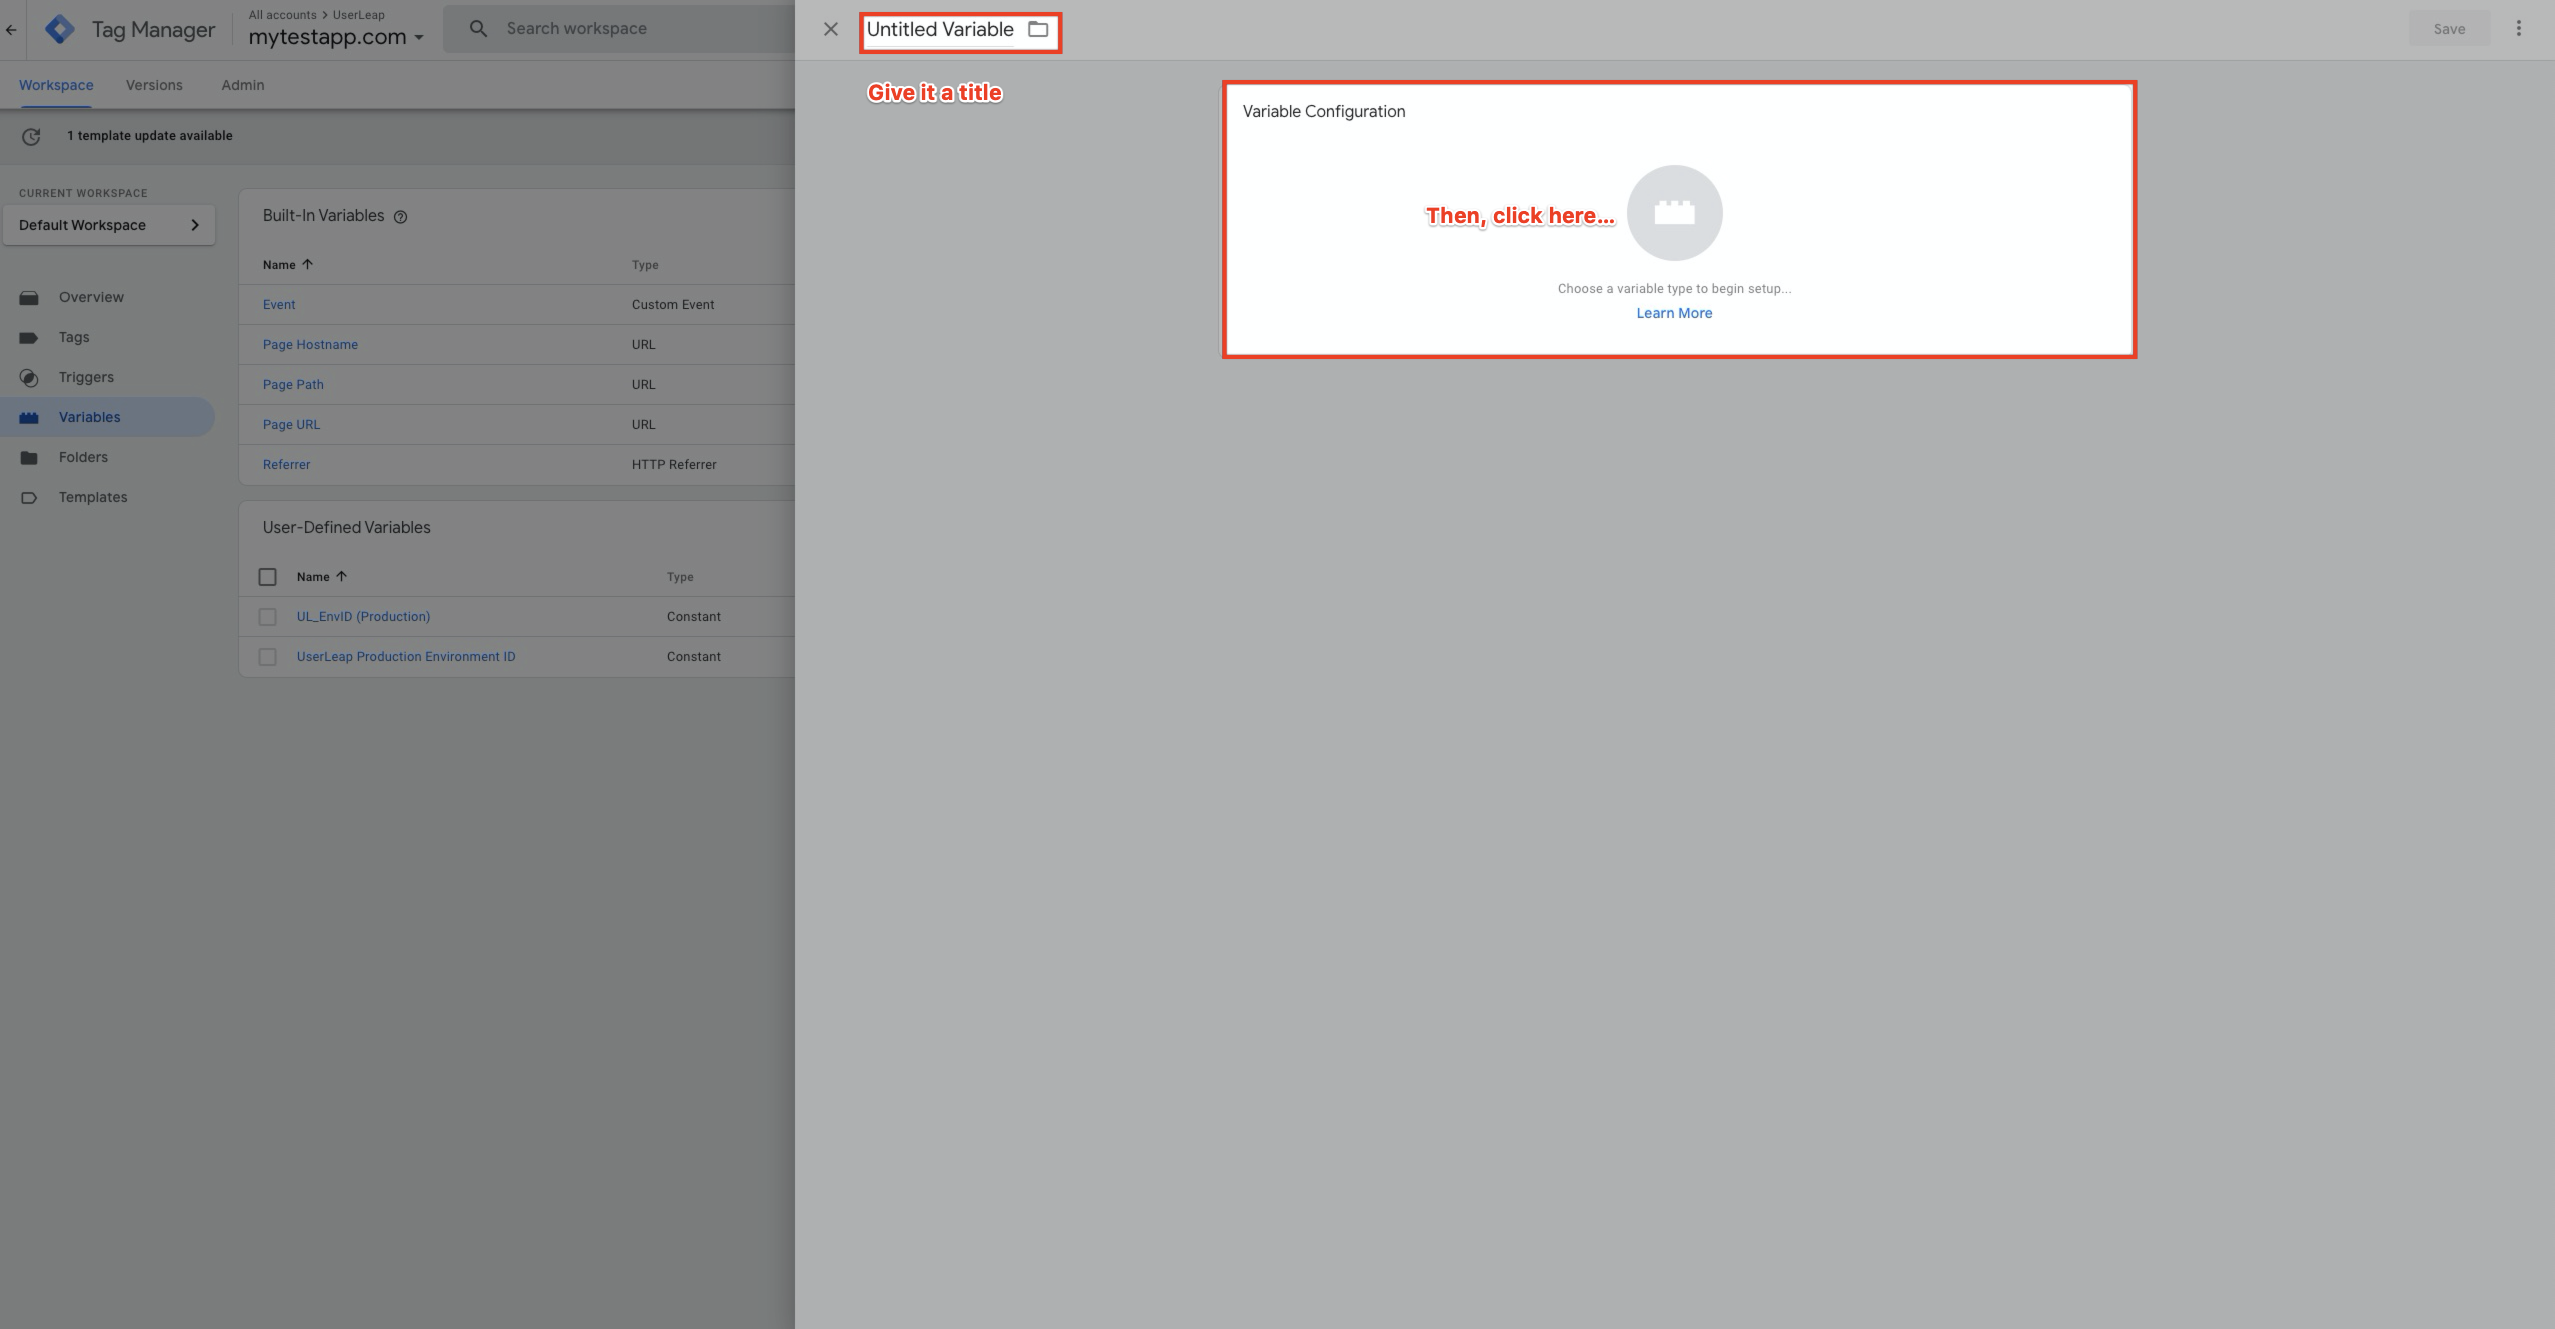 Tag Manager
All accounts > UserLeap
mytestapp.com
Search workspace
Untitled Variable
Save
Workspace
Versions
Admin
Give it a title
1 template update available
CURRENT WORKSPACE
Default Workspace
Overview
Tags
Triggers
Variables
Folders
Templates
Built-In Variables
Name Type
Event Custom Event
Page Hostname URL
Page Path URL
Page URL URL
Referrer HTTP Referrer
User-Defined Variables
Name Type
UL_EnvID (Production) Constant
UserLeap Production Environment ID Constant
Variable Configuration
Then, click here...
Choose a variable type to begin setup...
Learn More